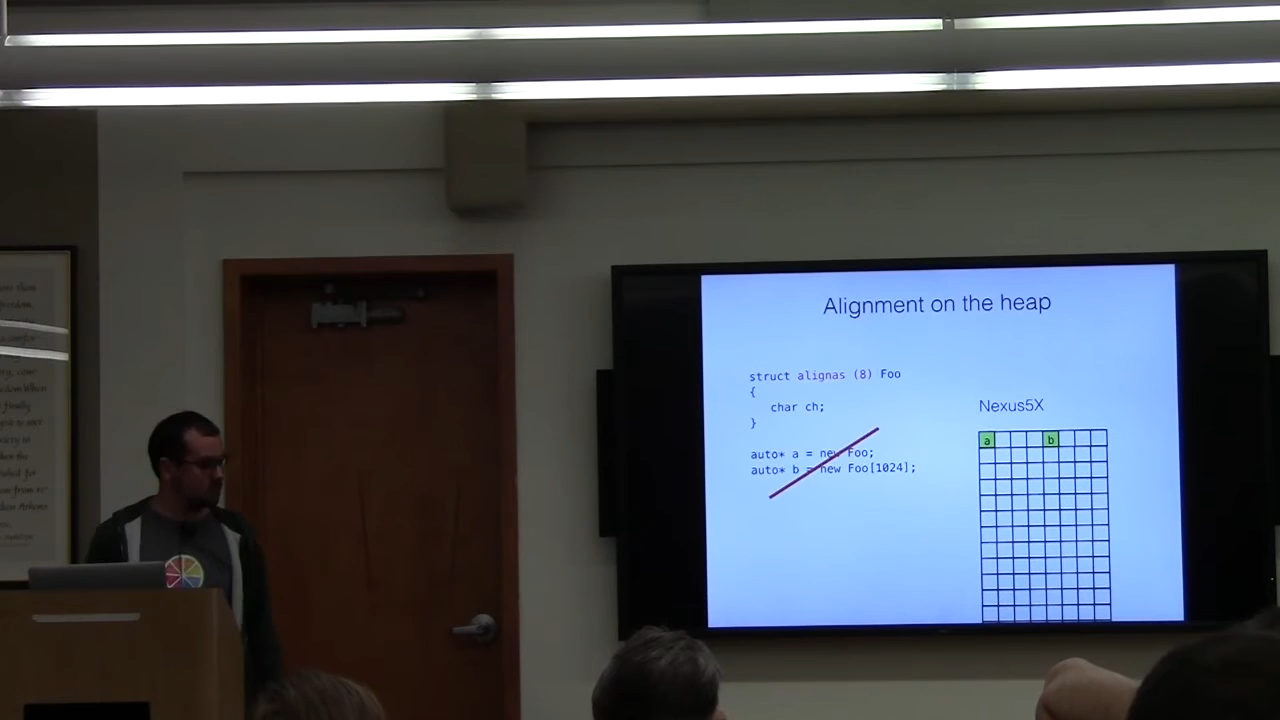 Alignment on the heap
struct alignas (8) Foo
{
char ch;
}
auto* a = new Foo;
auto* b = new Foo[1024];
Nexus5X
a b